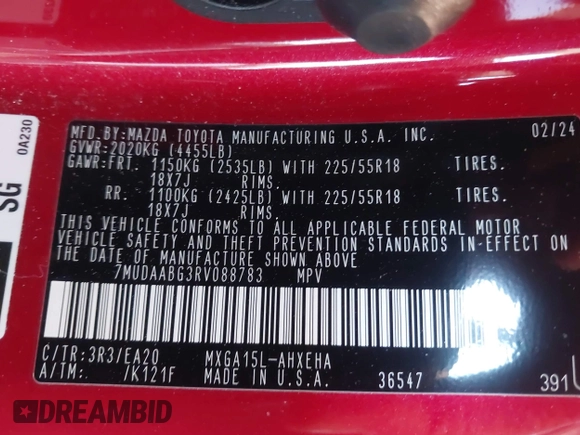 0A230
SG
MFD.BY:MAZDA TOYOTA MANUFACTURING U.S.A. INC. 02/24
GVWR:2020KG (4455LB)
GAWR:FRT. 1150KG (2535LB) WITH 225/55R18 TIRES.
18X7J RIMS.
RR. 1100KG (2425LB) WITH 225/55R18 TIRES.
18X7J RIMS.
THIS VEHICLE CONFORMS TO ALL APPLICABLE FEDERAL MOTOR
VEHICLE SAFETY AND THEFT PREVENTION STANDARDS IN-EFFECT ON
THE DATE OF MANUFACTURE SHOWN ABOVE.
7MUDAABG3RV088783 MPV
C/TR:3R3/EA20 MXGA15L-AHXEHA
A/TM: /K121F MADE IN U.S.A. 36547 391
DREAMBID